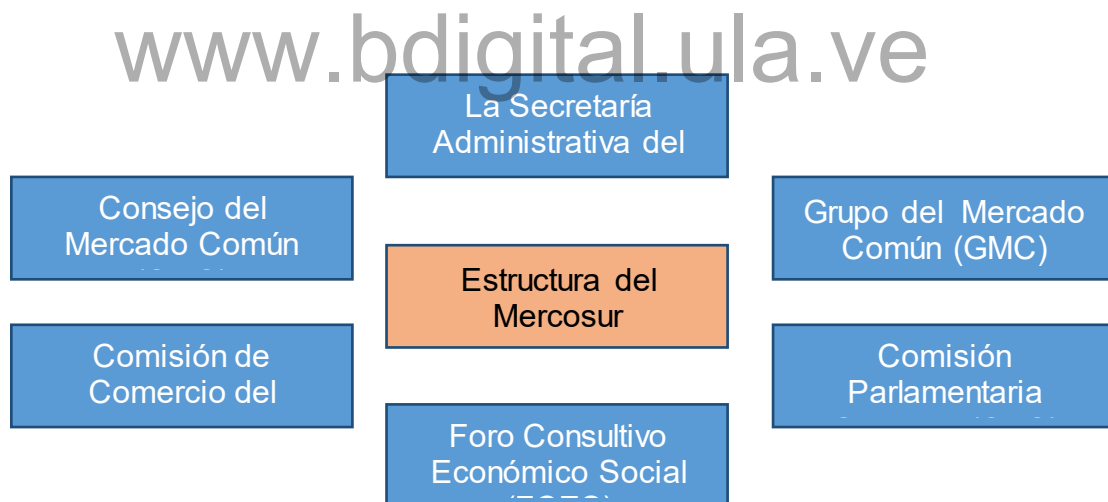 www.bdigital.ula.ve
La Secretaría
Administrativa del
Consejo del
Mercado Común
Grupo del Mercado
Común (GMC)
Estructura del
Mercosur
Comisión de
Comercio del
Comisión
Parlamentaria
Foro Consultivo
Económico Social